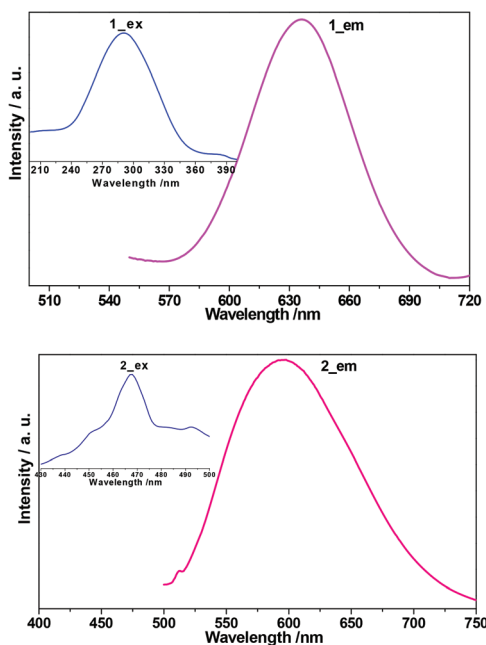 1_ex
1_em
Intensity / a. u.
210 240 270 300 330 360 390
Wavelength /nm
510 540 570 600 630 660 690 720
Wavelength /nm
2_ex
2_em
Intensity / a. u.
430 440 450 460 470 480 490 500
Wavelength /nm
400 450 500 550 600 650 700 750
Wavelength /nm